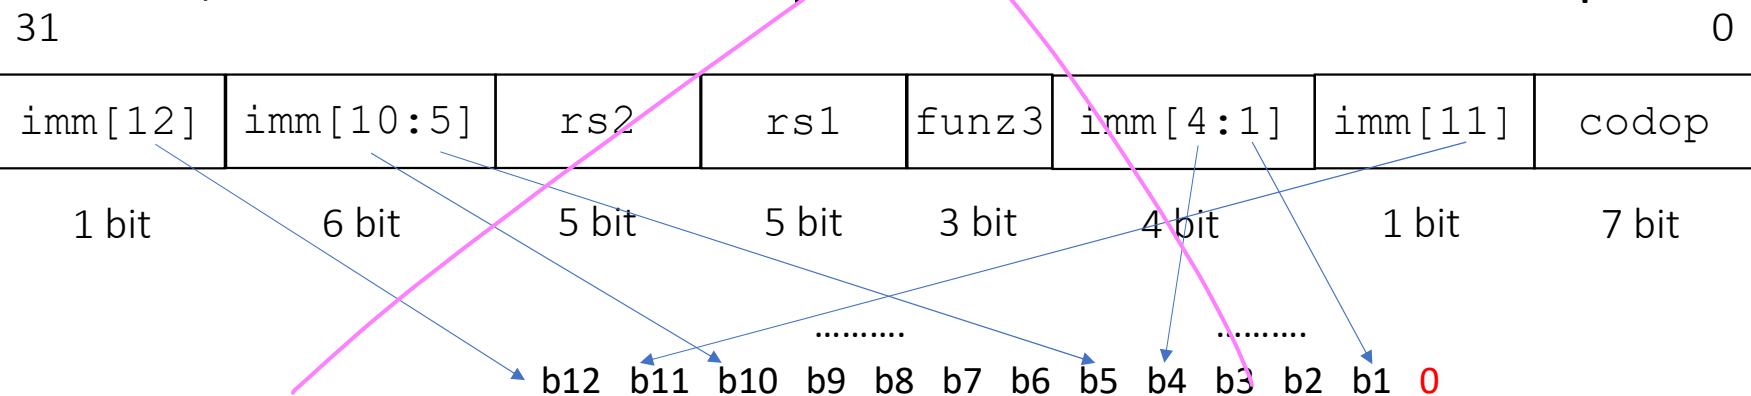 31 0
imm[12] imm[10:5] rs2 rs1 funz3 imm[4:1] imm[11] codop
1 bit 6 bit 5 bit 5 bit 3 bit 4 bit 1 bit 7 bit
………. ……….
b12 b11 b10 b9 b8 b7 b6 b5 b4 b3 b2 b1 0